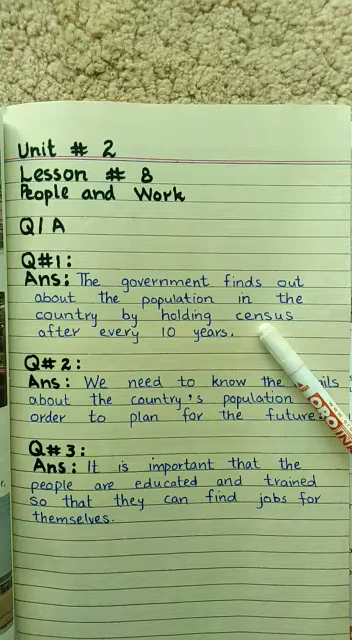 Unit # 2
Lesson # 8
People and Work
Q1A
Q#1:
Ans: The government finds out
about the population in the
country by holding census
after every 10 years.
Q#2:
Ans: We need to know the
about the country's population
order to plan for the future.
Q#3:
Ans: It is important that the
people are educated and trained
so that they can find jobs for
themselves.